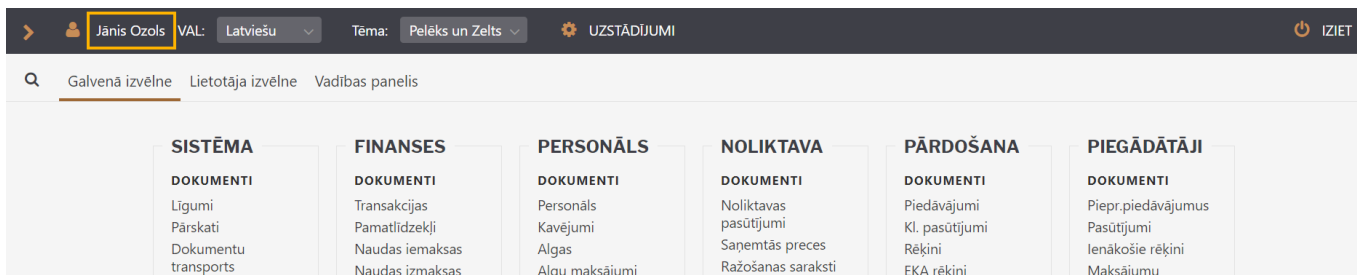 Jānis Ozols VAL: Latviešu Tēma: Pelēks un Zelts UZSTĀDĪJUMI IZIET
Galvenā izvēlne Lietotāja izvēlne Vadības panelis
SISTĒMA
DOKUMENTI
Līgumi
Pārskati
Dokumentu
transports
FINANSES
DOKUMENTI
Transakcijas
Pamatlīdzekļi
Naudas iemaksas
Naudas izmaksas
PERSONĀLS
DOKUMENTI
Personāls
Kavējumi
Algas
Algu maksājumi
NOLIKTAVA
DOKUMENTI
Noliktavas
pasūtījumi
Saņemtās preces
Ražošanas saraksti
PĀRDOŠANA
DOKUMENTI
Piedāvājumi
Kl. pasūtījumi
Rēķini
EKA rēķini
PIEGĀDĀTĀJI
DOKUMENTI
Piepr.piedāvājumus
Pasūtījumi
Ienākošie rēķini
Maksājumu